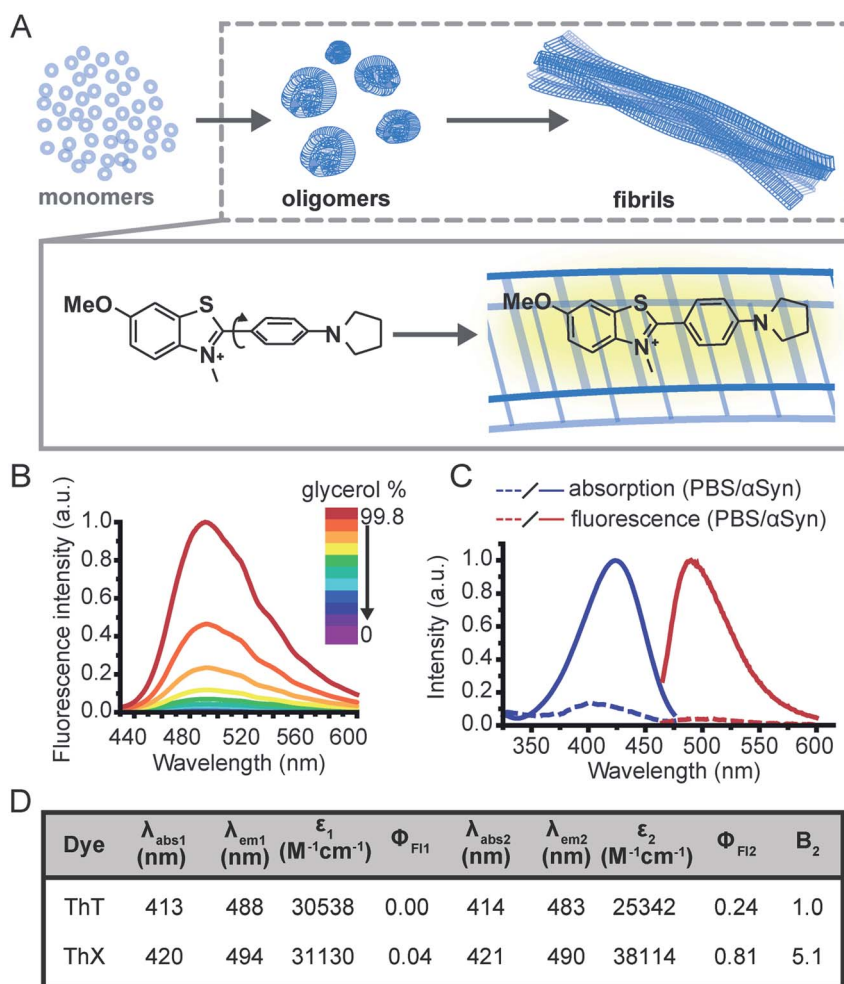 A
monomers
oligomers
fibrils
MeO
S
N
+
N
MeO
S
N
+
N
B
glycerol %
99.8
0
Fluorescence intensity (a.u.)
1.0
0.8
0.6
0.4
0.2
0.0
440 480 520 560 600
Wavelength (nm)
C
absorption (PBS/αSyn)
fluorescence (PBS/αSyn)
Intensity (a.u.)
1.0
0.8
0.6
0.4
0.2
0.0
350 400 450 500 550 600
Wavelength (nm)
D
Dye λabs1 (nm) λem1 (nm) ε1 (M-1cm-1) ΦFl1 λabs2 (nm) λem2 (nm) ε2 (M-1cm-1) ΦFl2 B2
ThT 413 488 30538 0.00 414 483 25342 0.24 1.0
ThX 420 494 31130 0.04 421 490 38114 0.81 5.1